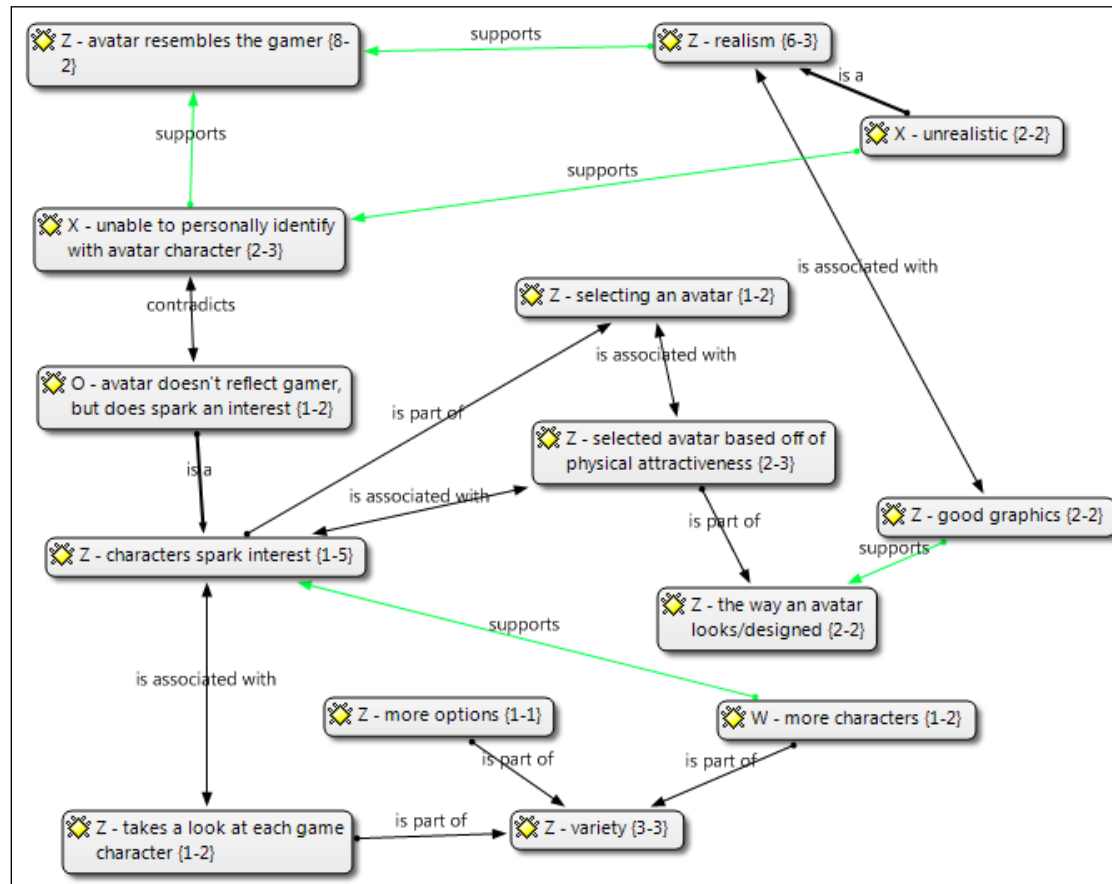 supports
Z - avatar resembles the gamer {8-
2}
Z - realism {6-3}
is a
supports
X - unrealistic {2-2}
supports
X - unable to personally identify
with avatar character {2-3}
is associated with
Z - selecting an avatar {1-2}
contradicts
is associated with
O - avatar doesn't reflect gamer,
but does spark an interest {1-2}
is part of
Z - selected avatar based off of
physical attractiveness {2-3}
is a
is associated with
is part of
Z - good graphics {2-2}
supports
Z - characters spark interest {1-5}
Z - the way an avatar
looks/designed {2-2}
supports
is associated with
Z - more options {1-1}
W - more characters {1-2}
is part of
is part of
Z - takes a look at each game
character {1-2}
is part of
Z - variety {3-3}